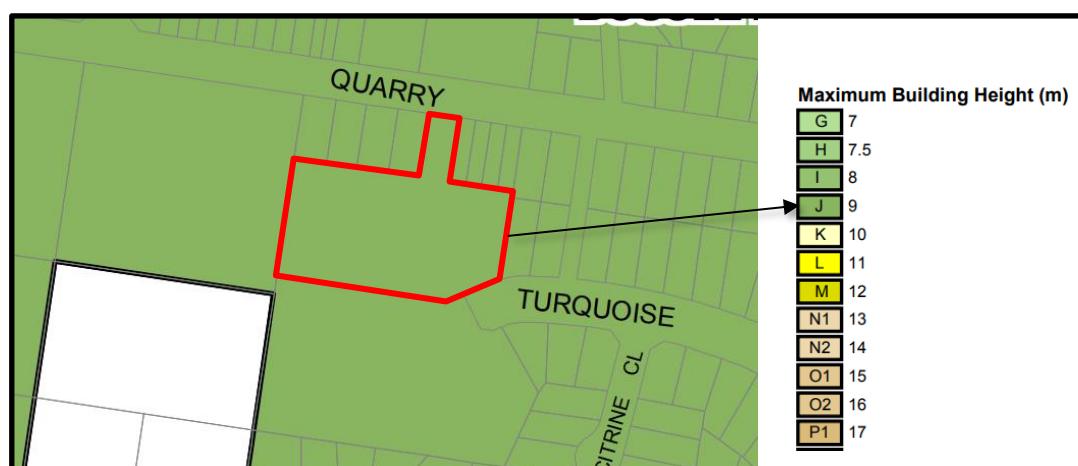 QUARRY
TURQUOISE
CITRINE CL
Maximum Building Height (m)
G 7
H 7.5
I 8
J 9
K 10
L 11
M 12
N1 13
N2 14
O1 15
O2 16
P1 17